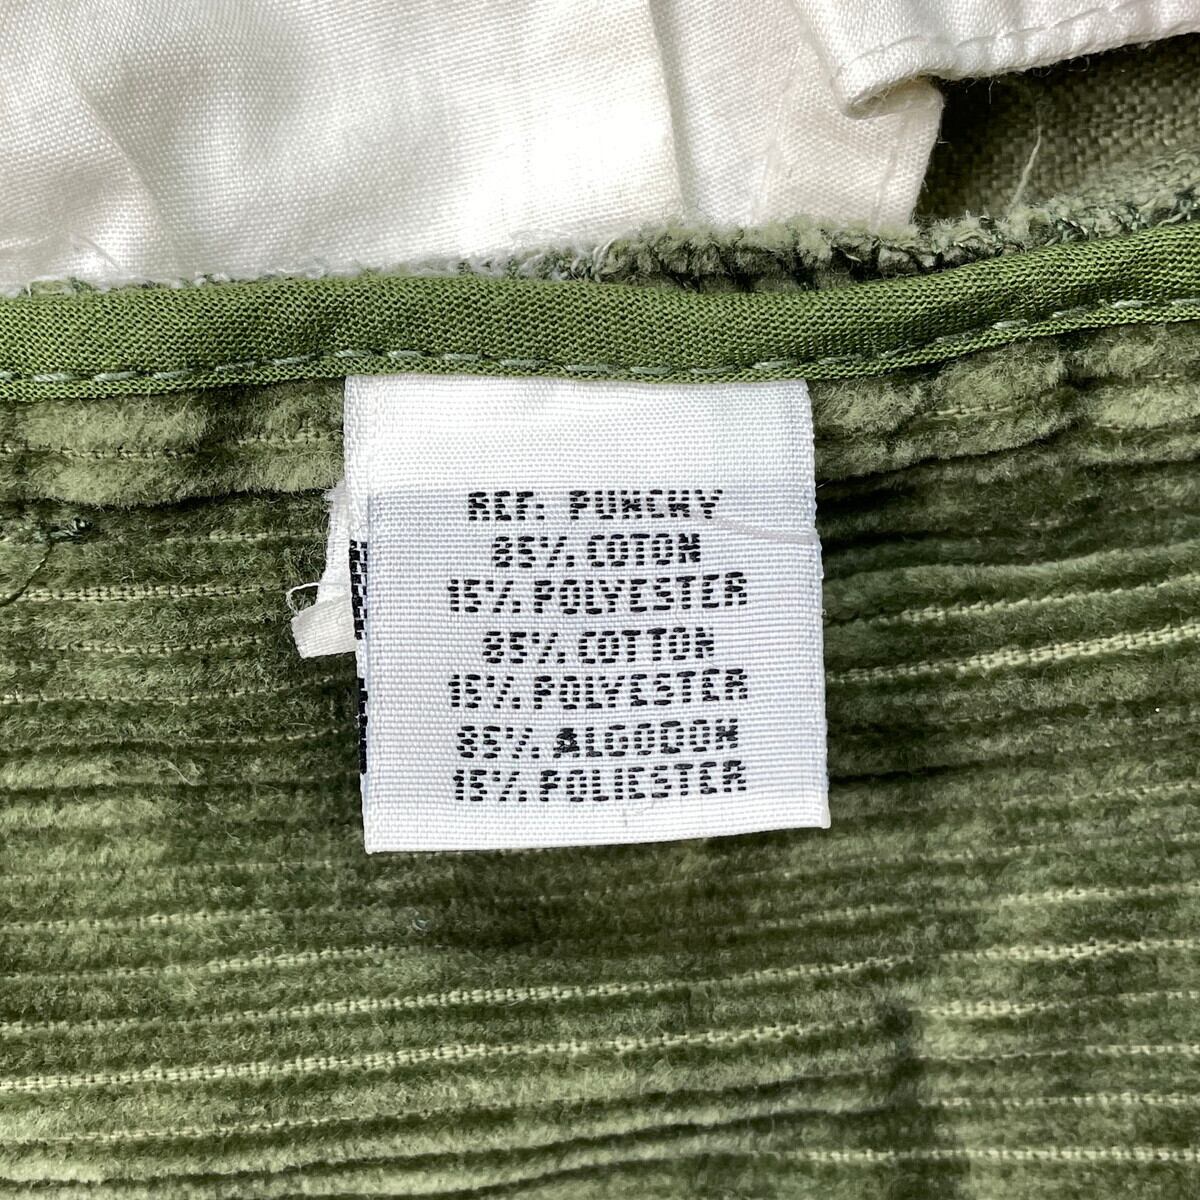 REF: PUNCHY
85% COTON
15% POLYESTER
85% COTTON
15% POLYESTER
85% ALGODON
15% POLIESTER